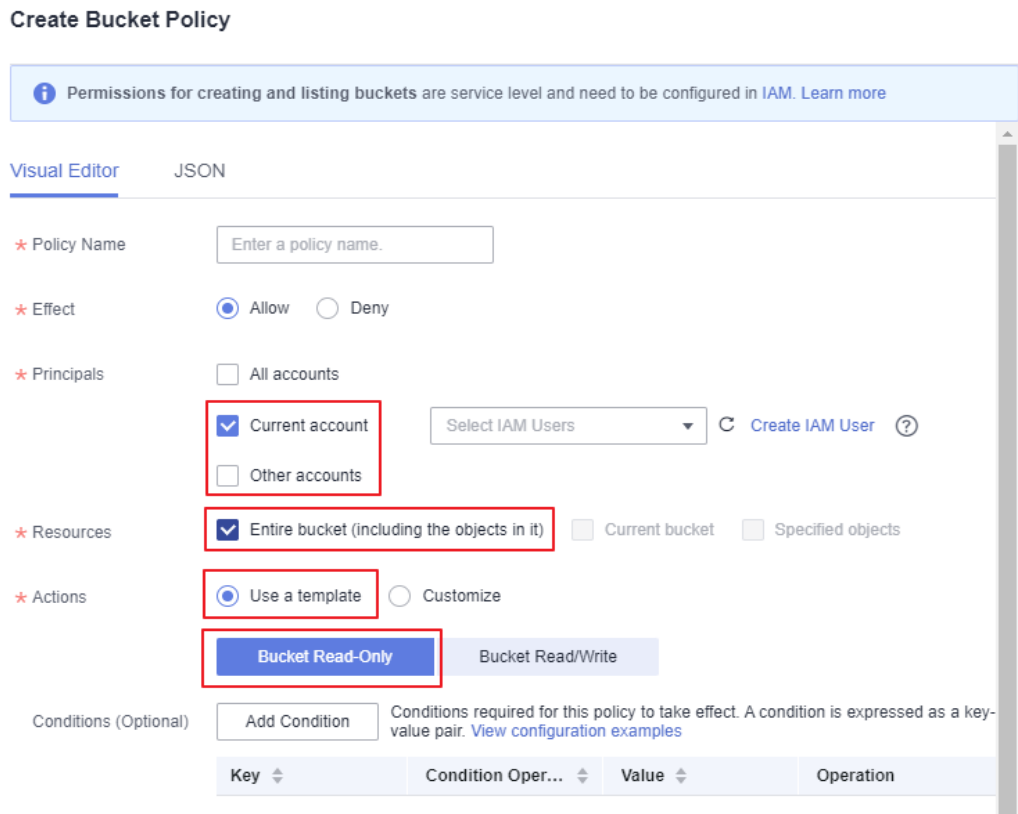 Create Bucket Policy
Permissions for creating and listing buckets are service level and need to be configured in IAM. Learn more
Visual Editor JSON
* Policy Name Enter a policy name.
* Effect Allow Deny
* Principals All accounts
Current account Select IAM Users Create IAM User ?
Other accounts
* Resources Entire bucket (including the objects in it) Current bucket Specified objects
* Actions Use a template Customize
Bucket Read-Only Bucket Read/Write
Conditions (Optional) Add Condition Conditions required for this policy to take effect. A condition is expressed as a key-
value pair. View configuration examples
Key Condition Oper... Value Operation